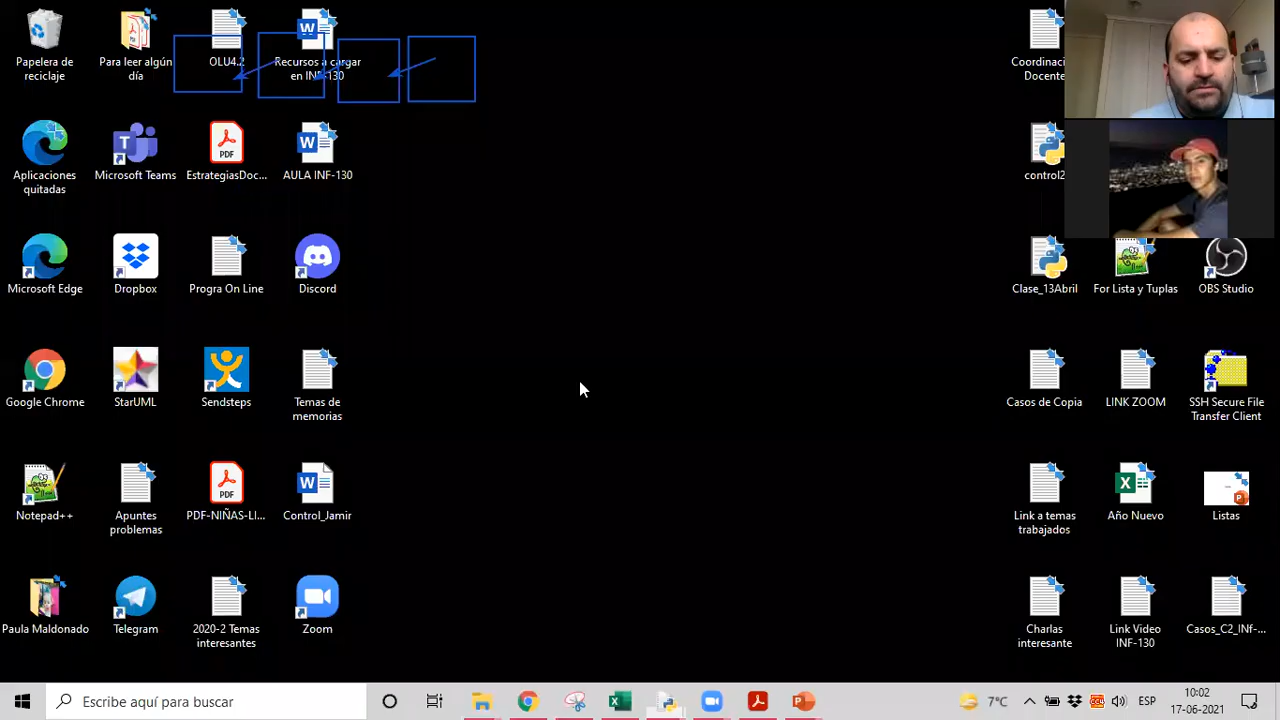 Papelera de
reciclaje
Para leer algún
día
OLU4.2
Recursos a cargar
en INF-130
Coordinaci
Docente
Aplicaciones
quitadas
Microsoft Teams
PDF
EstrategiasDoc...
AULA INF-130
control2
Microsoft Edge
Dropbox
Progra On Line
Discord
Clase_13Abril
For Lista y Tuplas
OBS Studio
Google Chrome
StarUML
Sendsteps
Temas de
memorias
Casos de Copia
LINK ZOOM
SSH Secure File
Transfer Client
Notepad++
Apuntes
problemas
PDF
PDF-NIÑAS-LI...
Control_Jamir
Link a temas
trabajados
Año Nuevo
Listas
Paula Maldonado
Telegram
2020-2 Temas
interesantes
Zoom
Charlas
interesante
Link Video
INF-130
Casos_C2_INf-...
Escribe aquí para buscar
7°C
ESP
10:02
17-06-2021